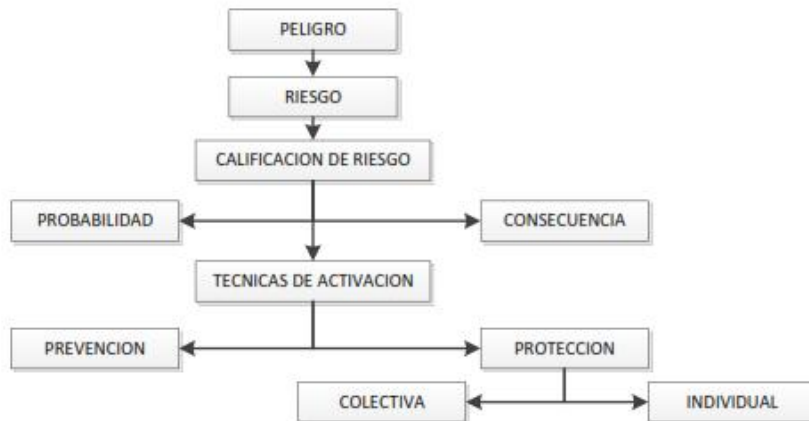 PELIGRO
RIESGO
CALIFICACION DE RIESGO
PROBABILIDAD
CONSECUENCIA
TECNICAS DE ACTIVACION
PREVENCION
PROTECCION
COLECTIVA
INDIVIDUAL